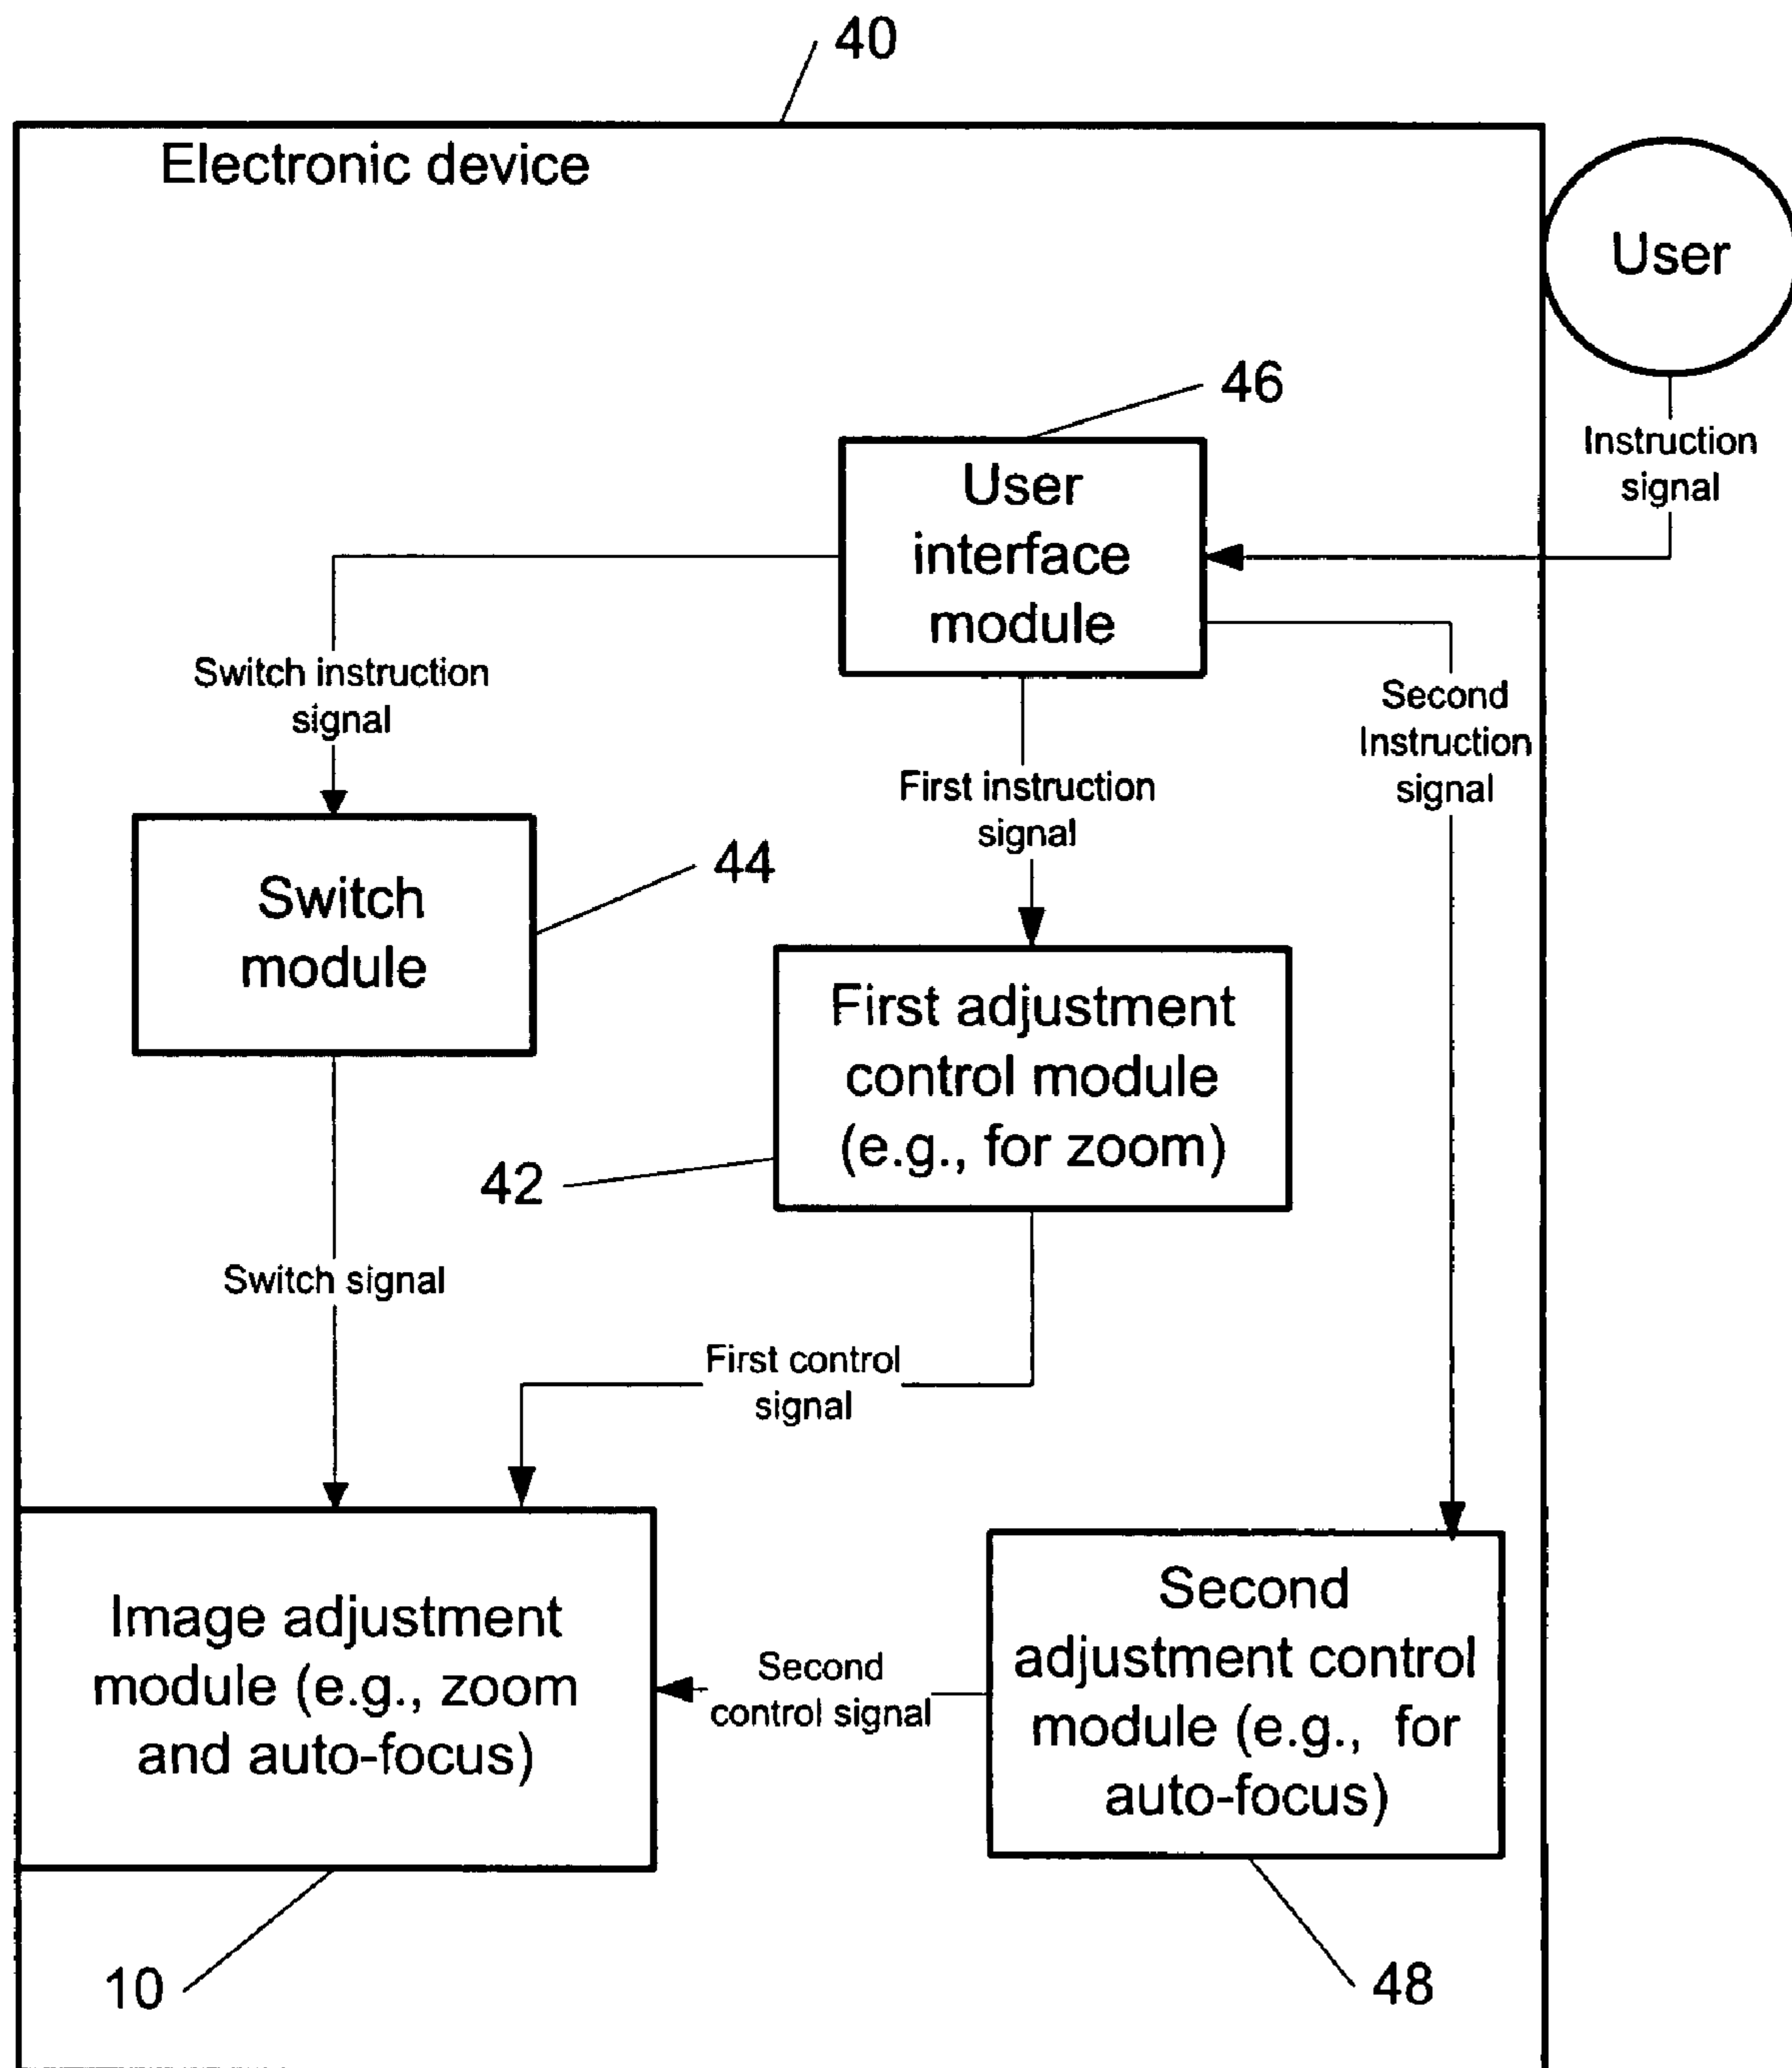 40
Electronic device
User
46
Instruction
signal
User
interface
module
Switch instruction
signal
Second
Instruction
signal
First instruction
signal
44
Switch
module
First adjustment
control module
(e.g., for zoom)
42
Switch signal
First control
signal
Image adjustment
module (e.g., zoom
and auto-focus)
Second
control signal
Second
adjustment control
module (e.g., for
auto-focus)
10
48